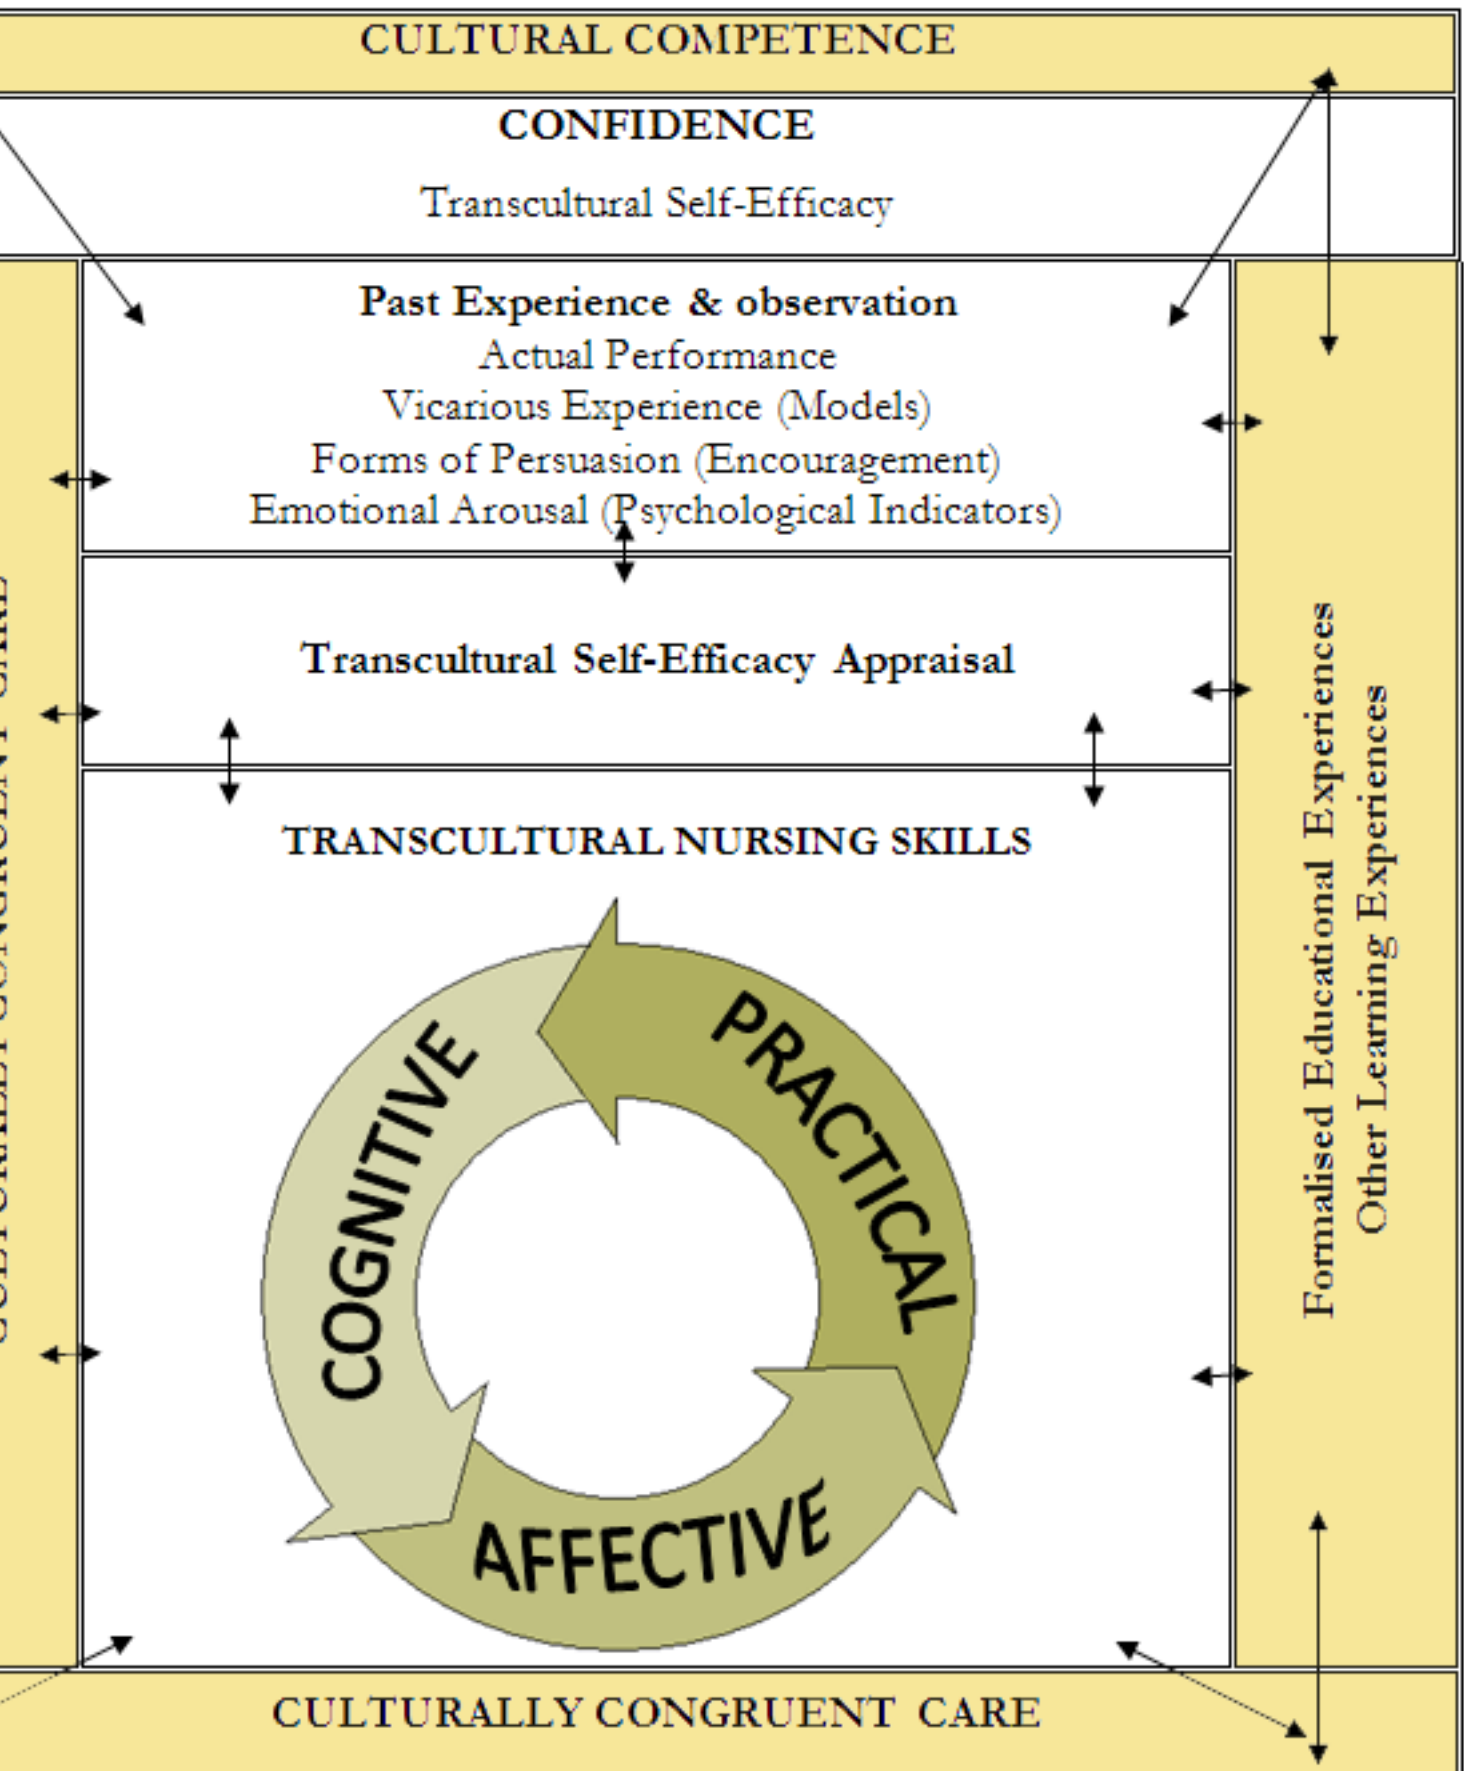 CULTURAL COMPETENCE
CONFIDENCE
Transcultural Self-Efficacy
Past Experience & observation
Actual Performance
Vicarious Experience (Models)
Forms of Persuasion (Encouragement)
Emotional Arousal (Psychological Indicators)
Transcultural Self-Efficacy Appraisal
TRANSCULTURAL NURSING SKILLS
COGNITIVE
PRACTICAL
AFFECTIVE
Formalised Educational Experiences
Other Learning Experiences
CULTURALLY CONGRUENT CARE